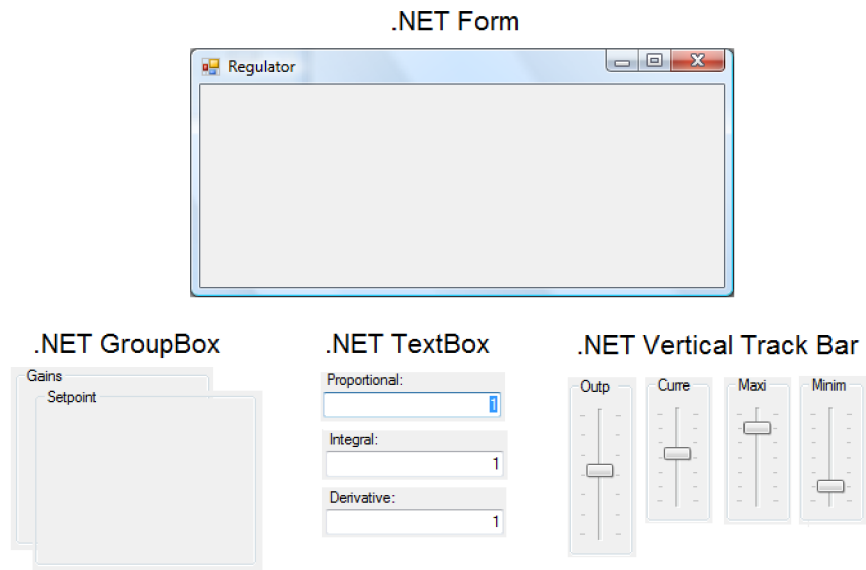 .NET Form
Regulator
.NET GroupBox
Gains
Setpoint
.NET TextBox
Proportional:
1
Integral:
1
Derivative:
1
.NET Vertical Track Bar
Outp
Curre
Maxi
Minim